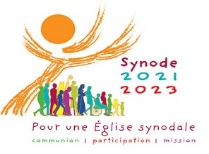 Synode
2021
2023
Pour une Église synodale
communion | participation | mission